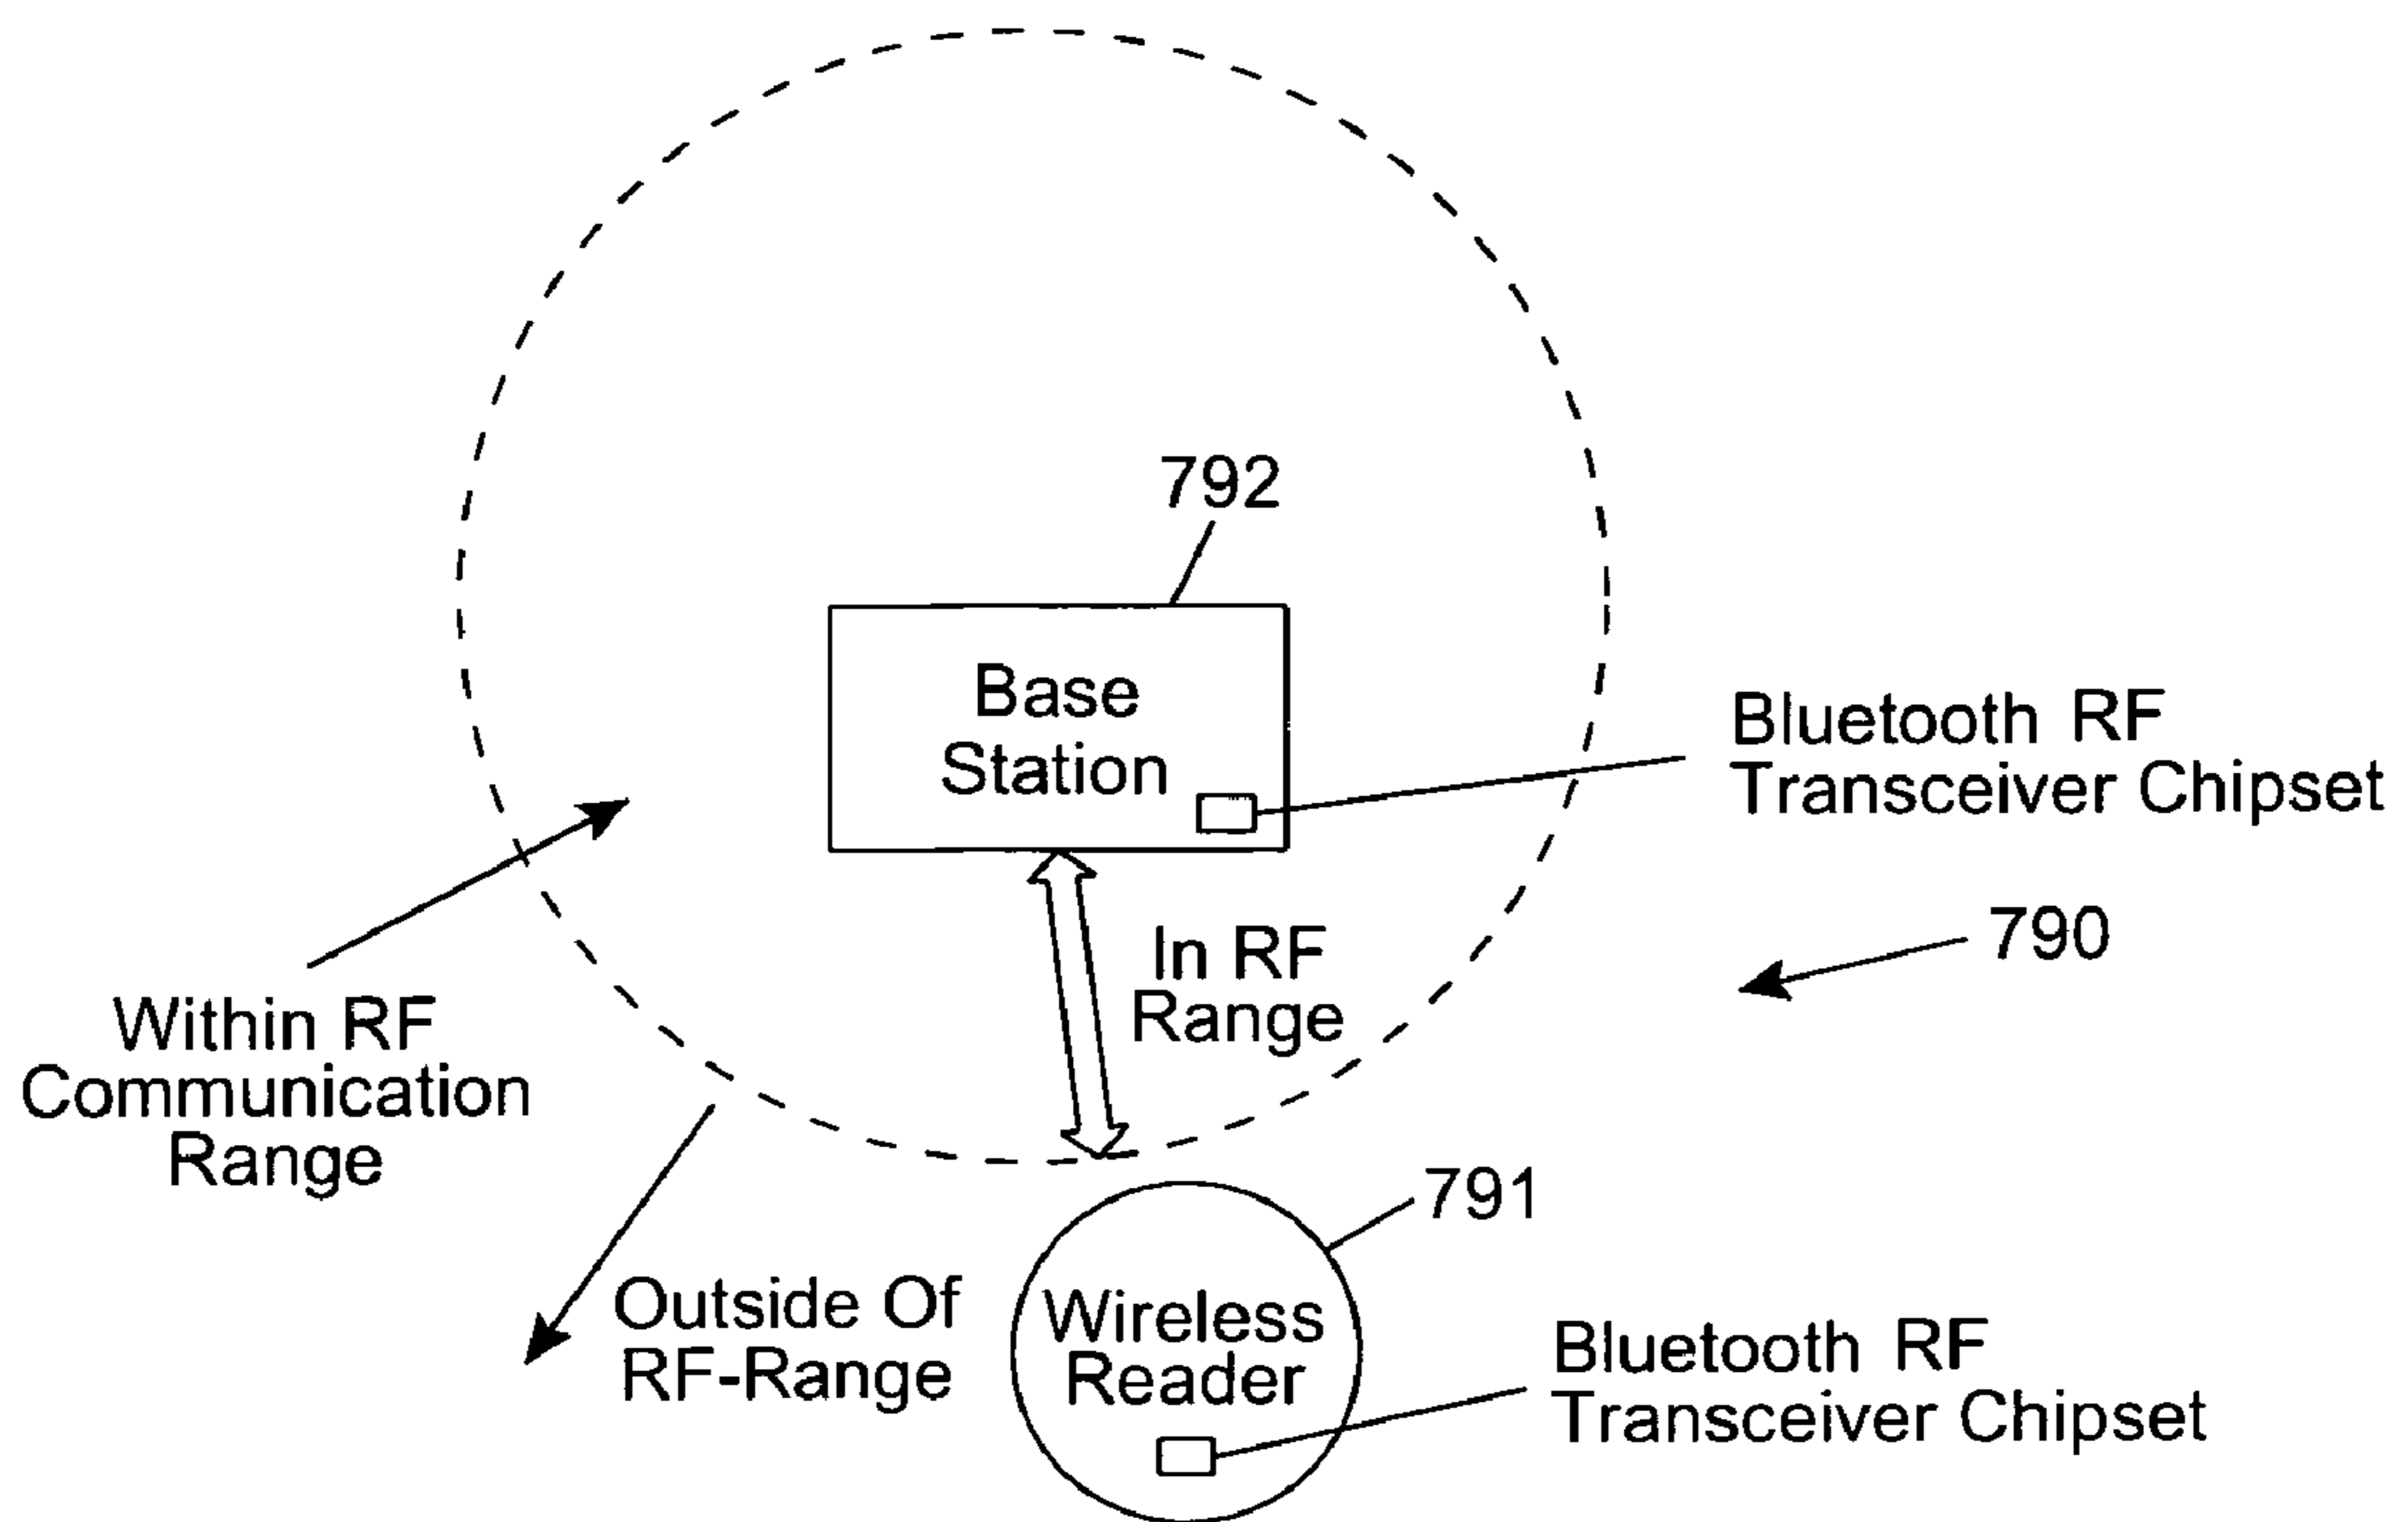 792
Base
Station
Bluetooth RF
Transceiver Chipset
790
In RF
Range
Within RF
Communication
Range
791
Outside Of
RF-Range
Wireless
Reader
Bluetooth RF
Transceiver Chipset